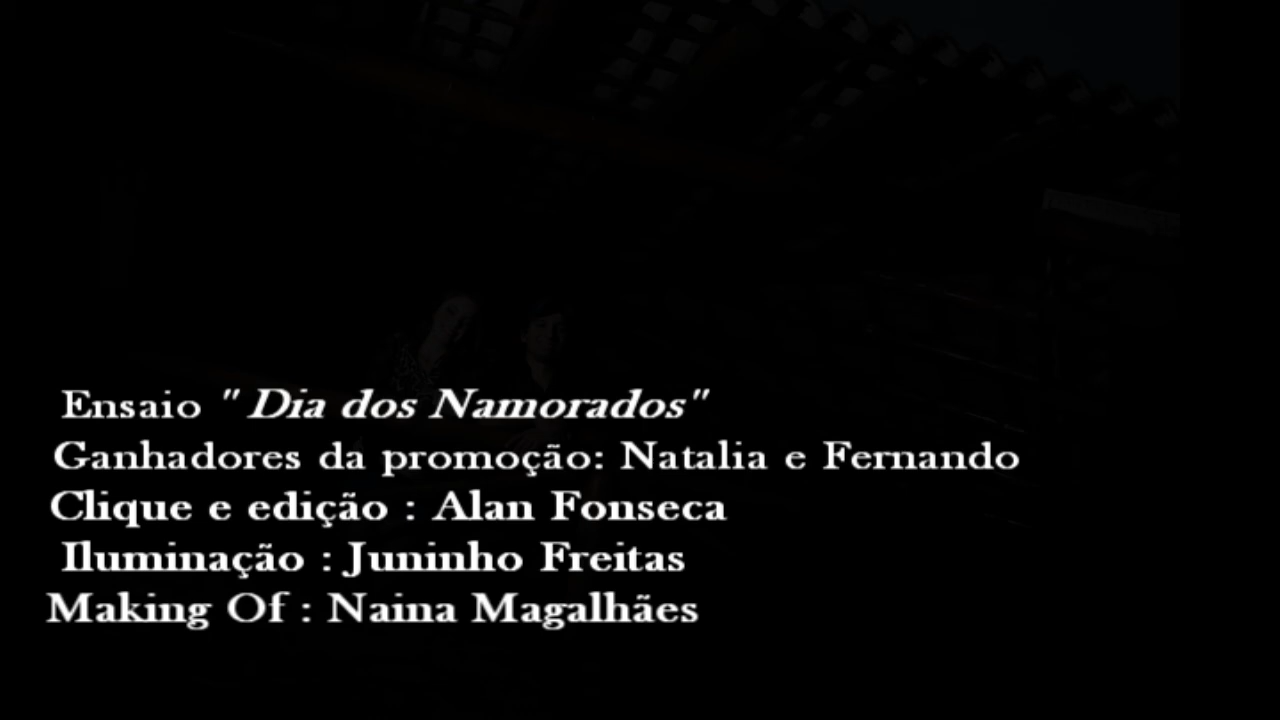 Ensaio " Dia dos Namorados"
Ganhadores da promoção: Natalia e Fernando
Clique e edição : Alan Fonseca
Iluminação : Juninho Freitas
Making Of : Naina Magalhães